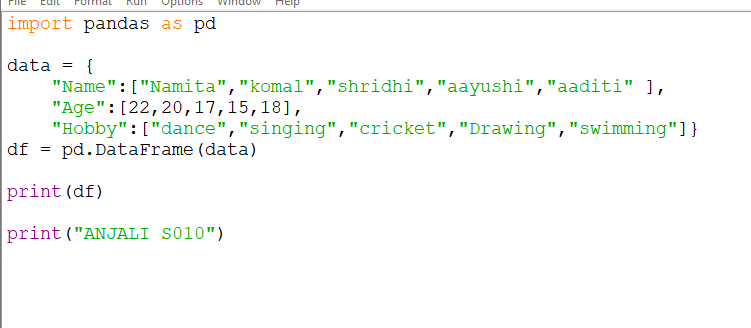 File Edit Format Run Options Window Help
import pandas as pd
data = {
"Name":["Namita","komal","shridhi","aayushi","aaditi" ],
"Age":[22,20,17,15,18],
"Hobby":["dance","singing","cricket","Drawing","swimming"]}
df = pd.DataFrame(data)
print(df)
print("ANJALI S010")